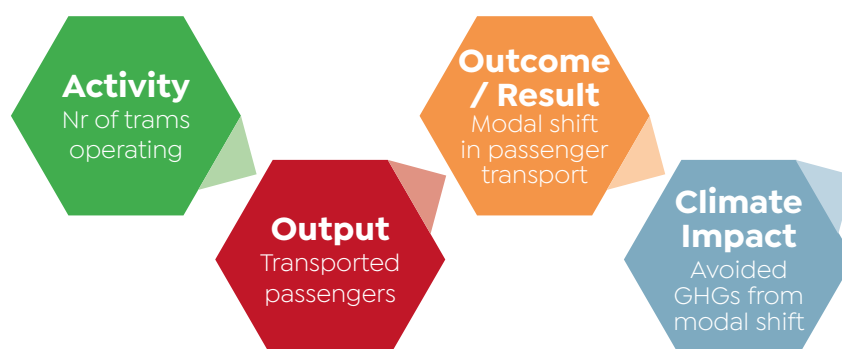 Activity
Nr of trams
operating
Output
Transported
passengers
Outcome
/ Result
Modal shift
in passenger
transport
Climate
Impact
Avoided
GHGs from
modal shift